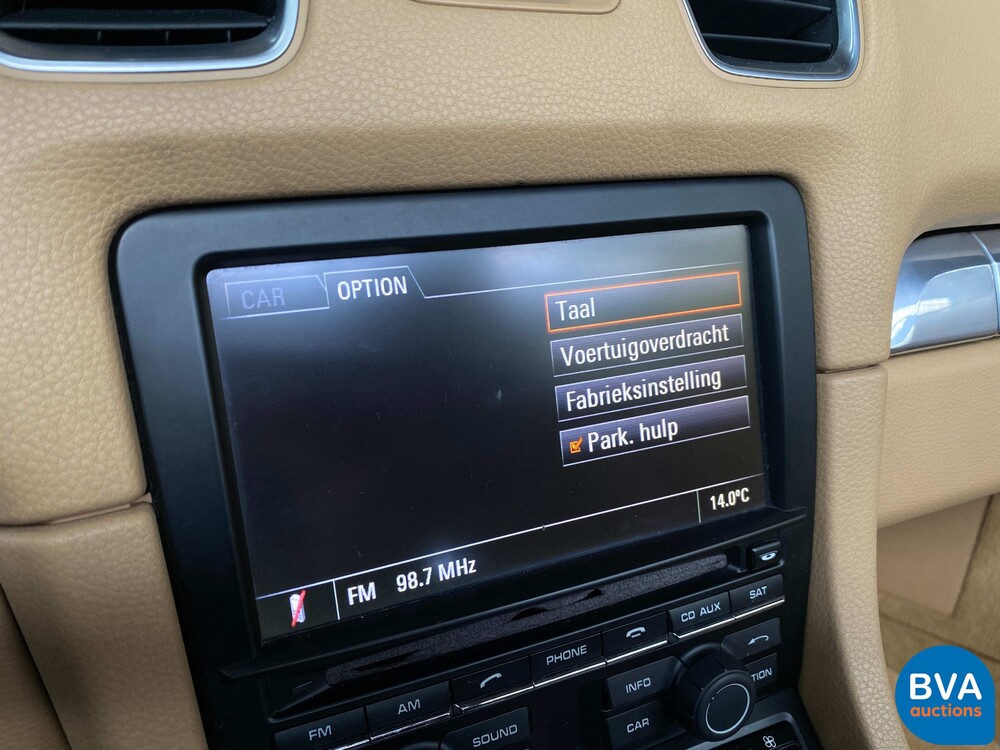 CAR OPTION
Taal
Voertuigoverdracht
Fabrieksinstelling
Park. hulp
14.0°C
FM 98.7 MHz
CD AUX SAT
PHONE
FM AM
INFO
CAR
SOUND
TION
BVA
auctions